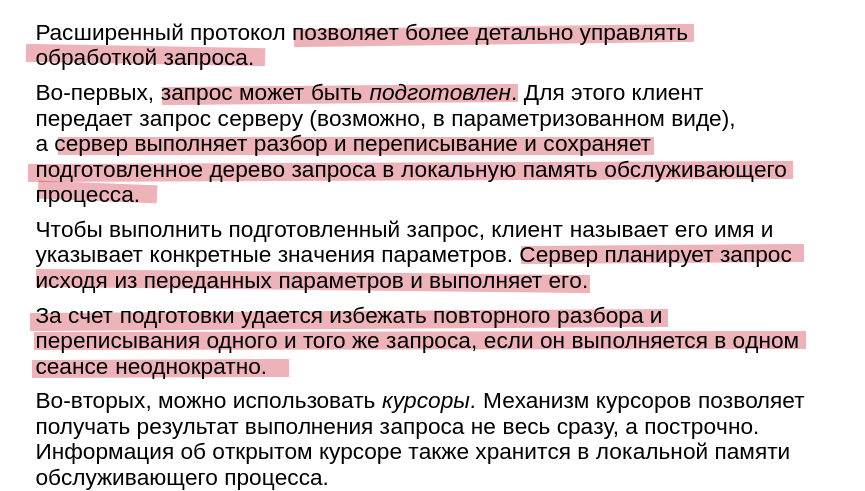 Расширенный протокол позволяет более детально управлять
обработкой запроса.
Во-первых, запрос может быть подготовлен. Для этого клиент
передает запрос серверу (возможно, в параметризованном виде),
а сервер выполняет разбор и переписывание и сохраняет
подготовленное дерево запроса в локальную память обслуживающего
процесса.
Чтобы выполнить подготовленный запрос, клиент называет его имя и
указывает конкретные значения параметров. Сервер планирует запрос
исходя из переданных параметров и выполняет его.
За счет подготовки удается избежать повторного разбора и
переписывания одного и того же запроса, если он выполняется в одном
сеансе неоднократно.
Во-вторых, можно использовать курсоры. Механизм курсоров позволяет
получать результат выполнения запроса не весь сразу, а построчно.
Информация об открытом курсоре также хранится в локальной памяти
обслуживающего процесса.